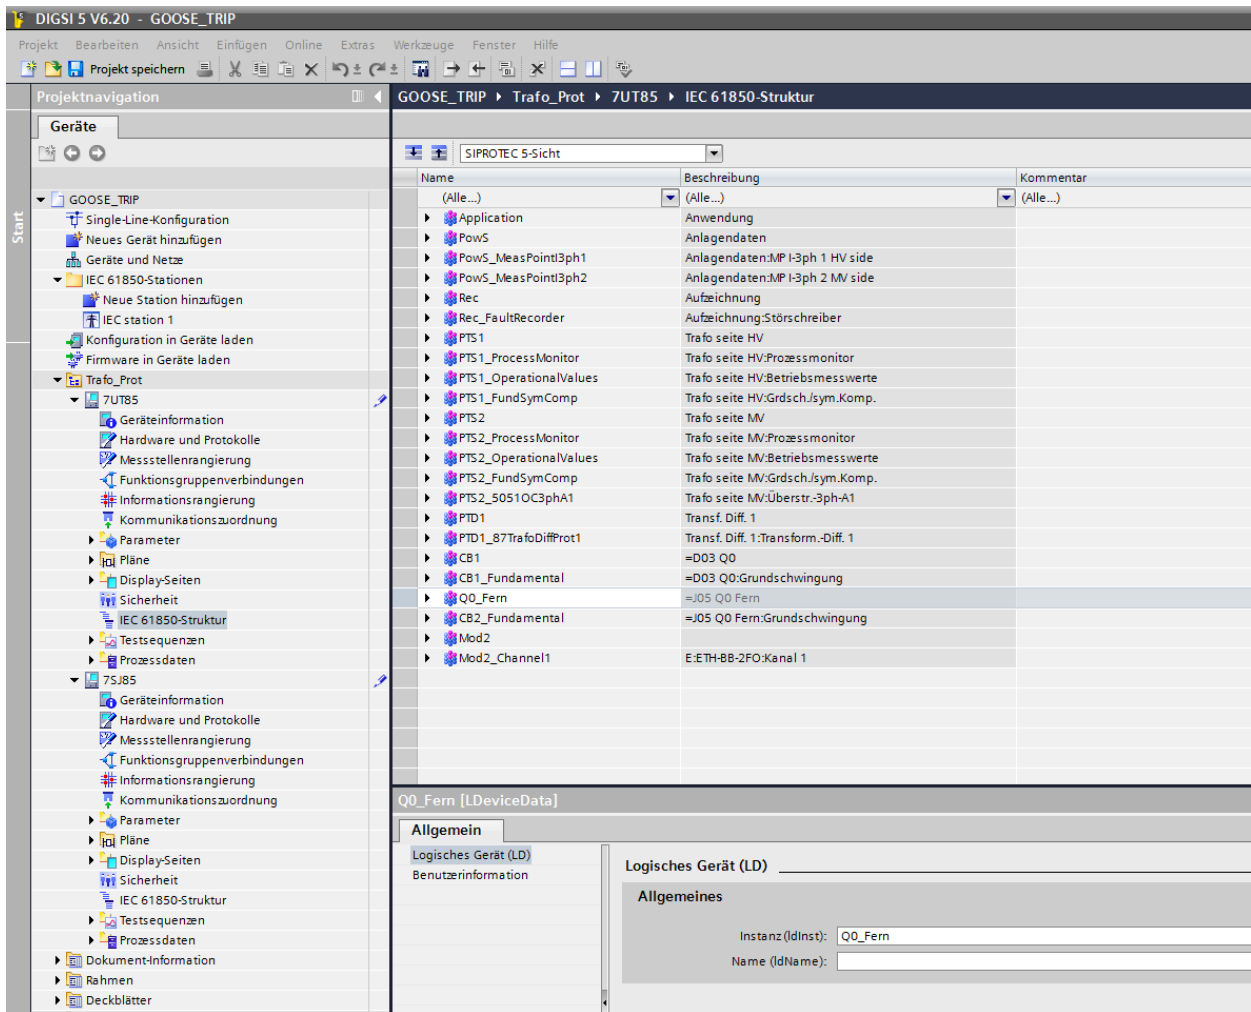 DIGSI 5 V6.20 - GOOSE_TRIP
Projekt Bearbeiten Ansicht Einfügen Online Extras Werkzeuge Fenster Hilfe
Projekt speichern
Projektnavigation
GOOSE_TRIP Trafo_Prot 7UT85 IEC 61850-Struktur
Geräte
Start
GOOSE_TRIP
Single-Line-Konfiguration
Neues Gerät hinzufügen
Geräte und Netze
IEC 61850-Stationen
Neue Station hinzufügen
IEC station 1
Konfiguration in Geräte laden
Firmware in Geräte laden
Trafo_Prot
7UT85
Geräteinformation
Hardware und Protokolle
Messstellenrangierung
Funktionsgruppenverbindungen
Informationsrangierung
Kommunikationszuordnung
Parameter
Pläne
Display-Seiten
Sicherheit
IEC 61850-Struktur
Testsequenzen
Prozessdaten
7SJ85
Geräteinformation
Hardware und Protokolle
Messstellenrangierung
Funktionsgruppenverbindungen
Informationsrangierung
Kommunikationszuordnung
Parameter
Pläne
Display-Seiten
Sicherheit
IEC 61850-Struktur
Testsequenzen
Prozessdaten
Dokument-Information
Rahmen
Deckblätter
SIPROTEC 5-Sicht
Name Beschreibung Kommentar
(Alle...) (Alle...) (Alle...)
Application Anwendung
PowS Anlagendaten
PowS_MeasPointI3ph1 Anlagendaten:MP I-3ph 1 HV side
PowS_MeasPointI3ph2 Anlagendaten:MP I-3ph 2 MV side
Rec Aufzeichnung
Rec_FaultRecorder Aufzeichnung:Störschreiber
PTS1 Trafo seite HV
PTS1_ProcessMonitor Trafo seite HV:Prozessmonitor
PTS1_OperationalValues Trafo seite HV:Betriebsmesswerte
PTS1_FundSymComp Trafo seite HV:Grdsch./sym.Komp.
PTS2 Trafo seite MV
PTS2_ProcessMonitor Trafo seite MV:Prozessmonitor
PTS2_OperationalValues Trafo seite MV:Betriebsmesswerte
PTS2_FundSymComp Trafo seite MV:Grdsch./sym.Komp.
PTS2_5051OC3phA1 Trafo seite MV:Überstr.-3ph-A1
PTD1 Transf. Diff. 1
PTD1_87TrafoDiffProt1 Transf. Diff. 1:Transform.-Diff. 1
CB1 =D03 Q0
CB1_Fundamental =D03 Q0:Grundschwingung
Q0_Fern =J05 Q0 Fern
CB2_Fundamental =J05 Q0 Fern:Grundschwingung
Mod2
Mod2_Channel1 E:ETH-BB-2FO:Kanal 1
Q0_Fern [LDeviceData]
Allgemein
Logisches Gerät (LD)
Benutzerinformation
Logisches Gerät (LD)
Allgemeines
Instanz (ldInst): Q0_Fern
Name (ldName):